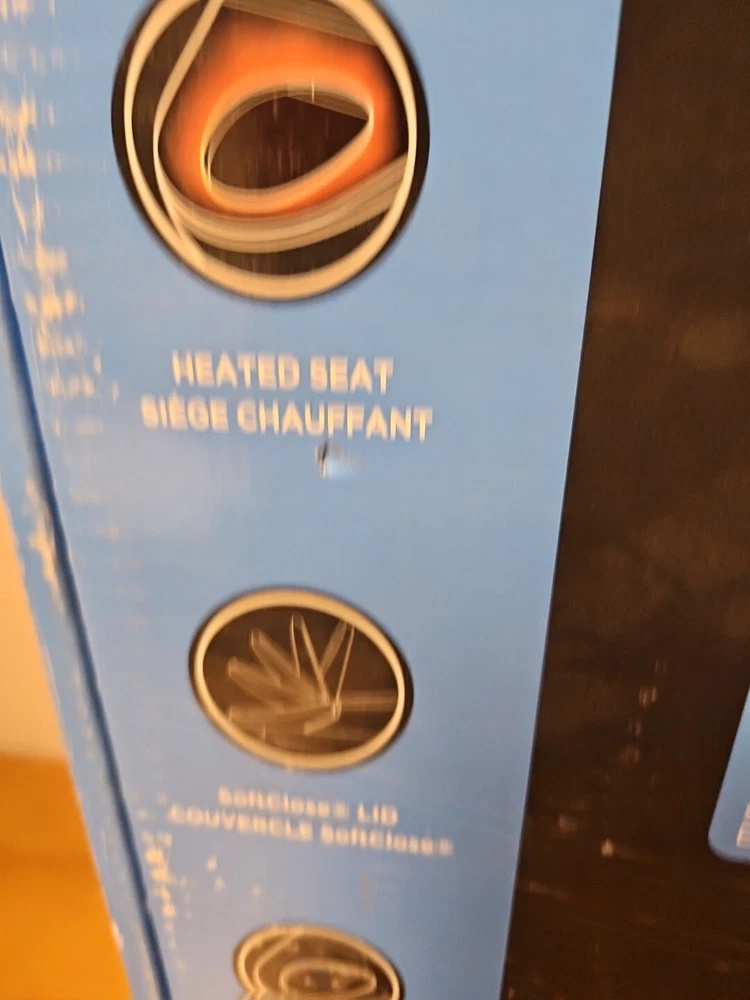 HEATED SEAT
SIÈGE CHAUFFANT
SoftClose® LID
COUVERCLE SoftClose®